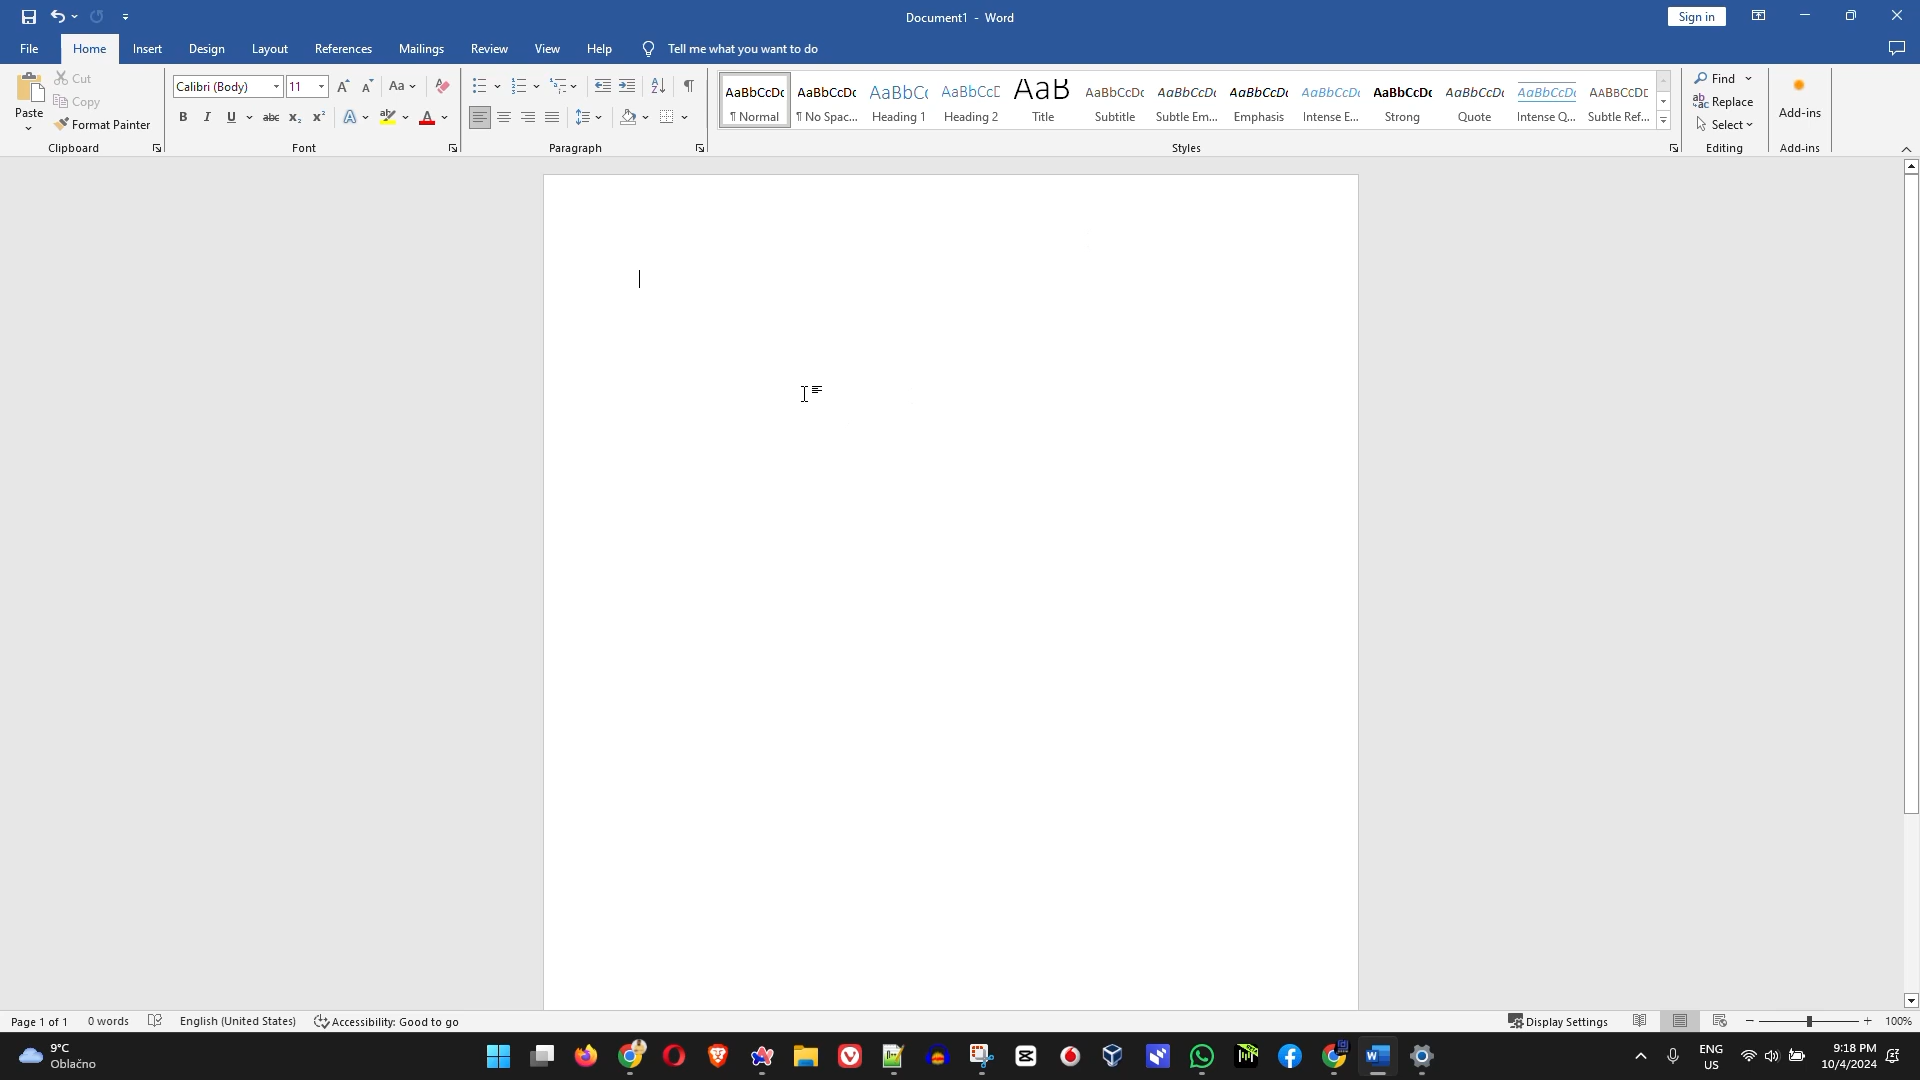 Document1 - Word
Sign in
File Home Insert Design Layout References Mailings Review View Help Tell me what you want to do
Paste
Cut
Copy
Format Painter
Clipboard
Calibri (Body) 11
Font
Paragraph
AaBbCcDc AaBbCcDc AaBbC( AaBbCcE AaB AaBbCcDc AaBbCcDc AaBbCcDc AaBbCcDc AaBbCcDc AaBbCcDc AaBbCcDc AABBCCDE
¶ Normal ¶ No Spac... Heading 1 Heading 2 Title Subtitle Subtle Em... Emphasis Intense E... Strong Quote Intense Q... Subtle Ref...
Styles
Find
Replace
Select
Editing
Add-ins
Add-ins
Page 1 of 1 0 words English (United States) Accessibility: Good to go
Display Settings
100%
9°C
Oblačno
ENG
US
9:18 PM
10/4/2024